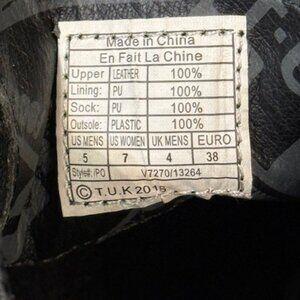 Made in China
En Fait La Chine
Upper LEATHER 100%
Lining: PU 100%
Sock: PU 100%
Outsole: PLASTIC 100%
US MENS US WOMEN UK MENS EURO
5 7 4 38
Style#:/PO V7270/13264
© T.U.K 2018